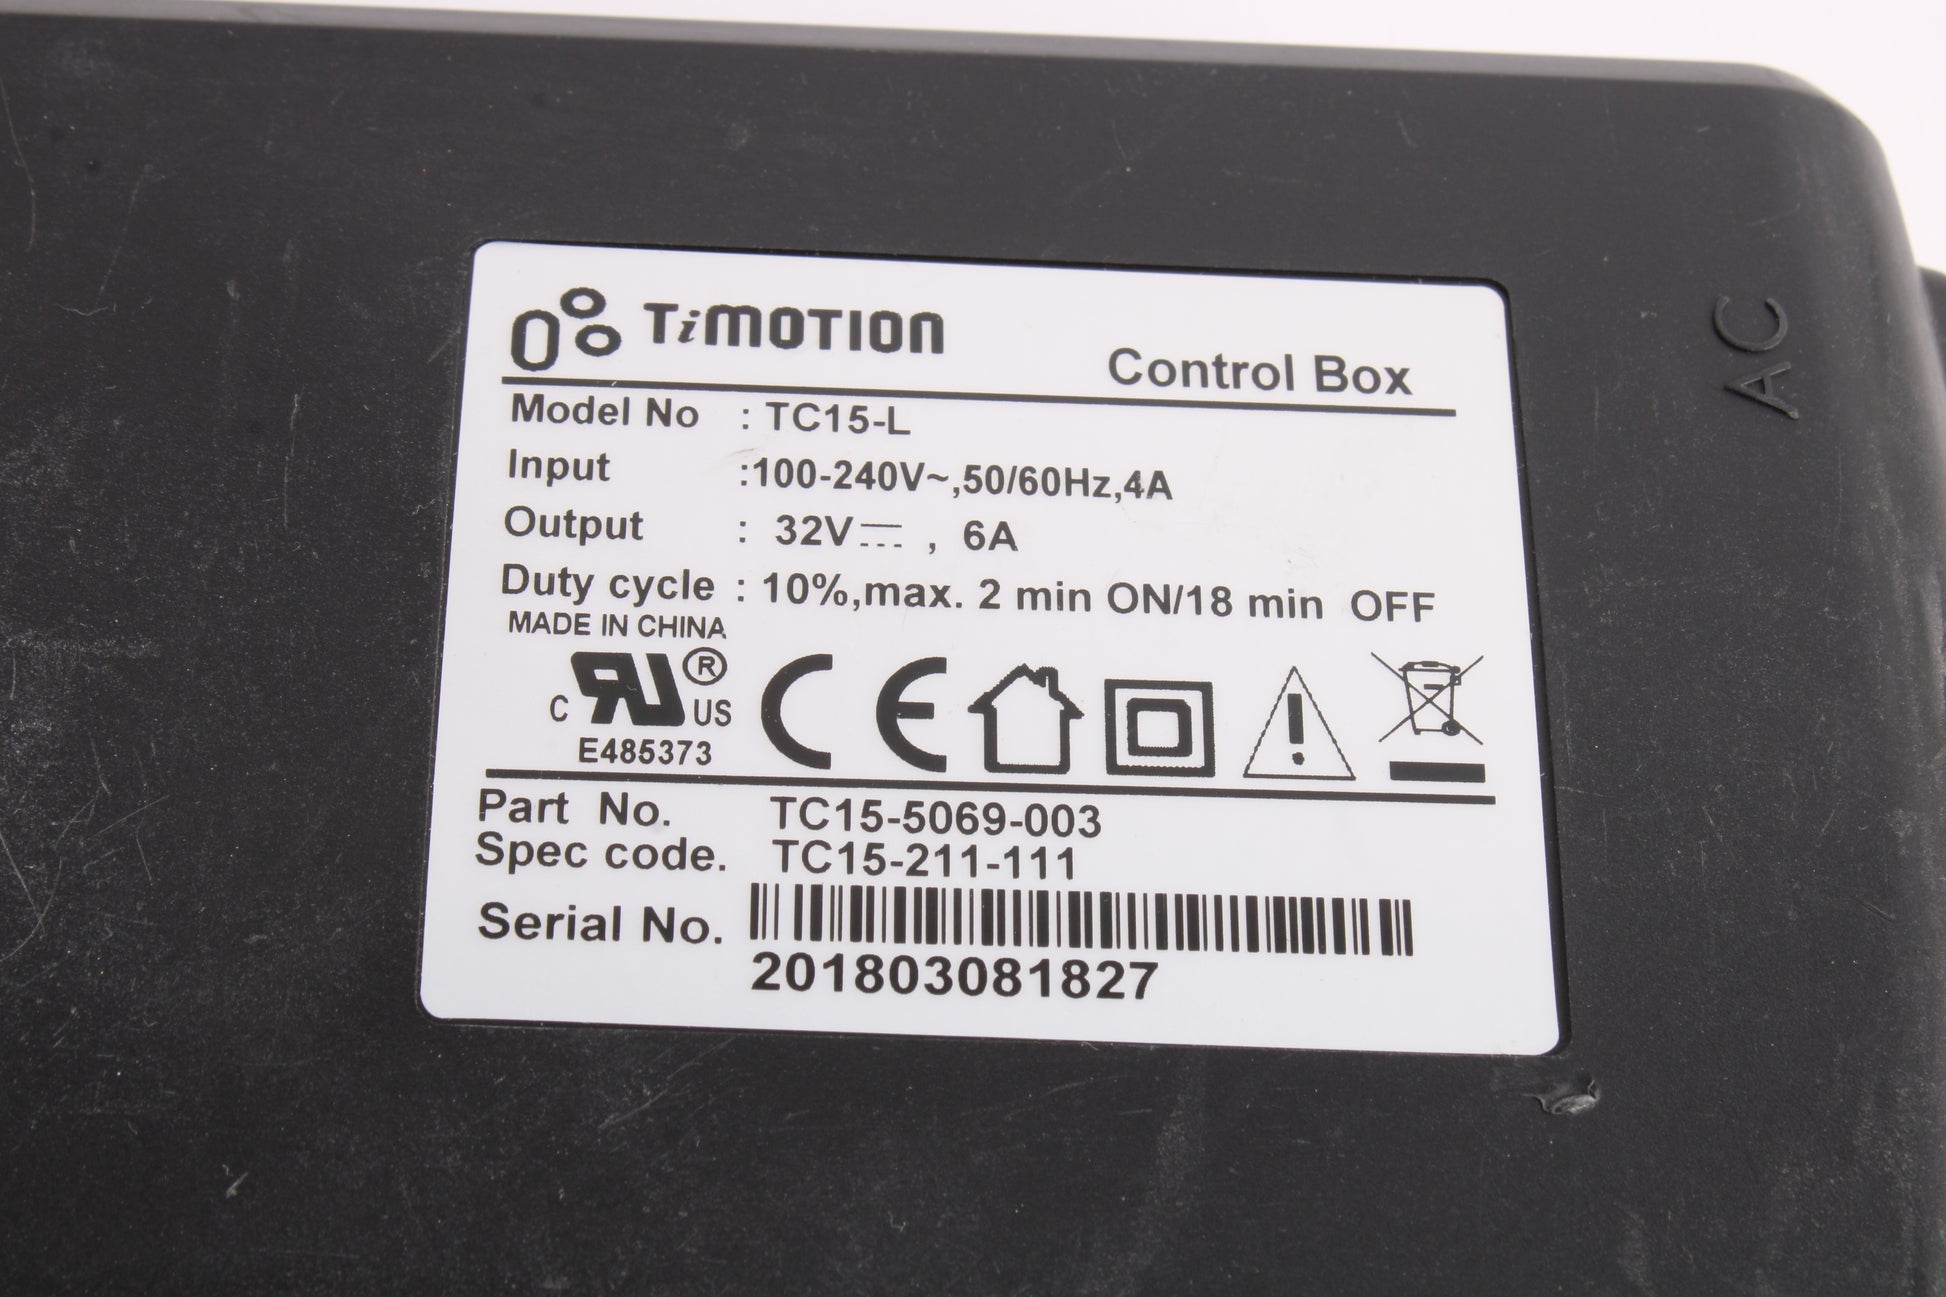 TiMOTION
Control Box
Model No : TC15-L
Input :100-240V~,50/60Hz,4A
Output : 32V⎓ , 6A
Duty cycle : 10%,max. 2 min ON/18 min OFF
MADE IN CHINA
C RU ® US
E485373
CE
Part No. TC15-5069-003
Spec code. TC15-211-111
Serial No.
201803081827
AC